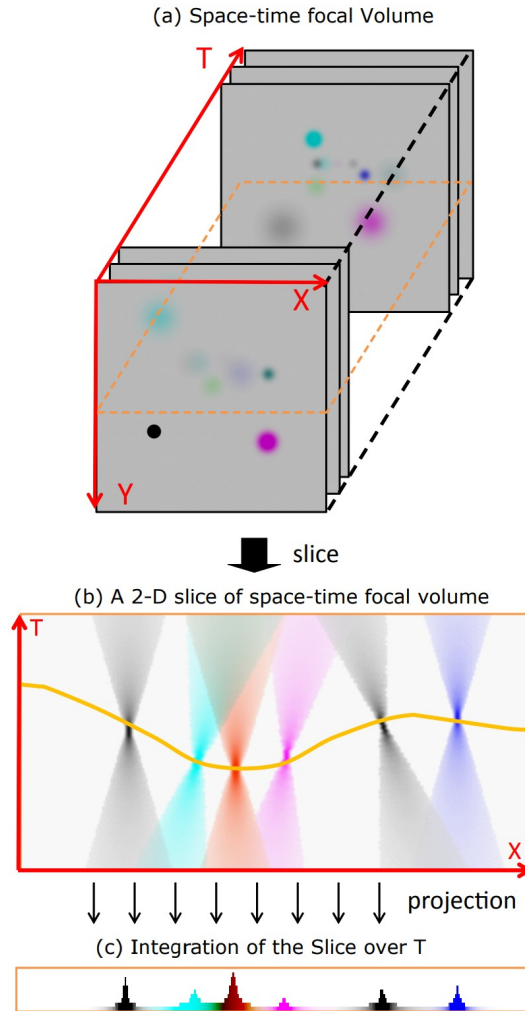 (a) Space-time focal Volume
T
X
Y
slice
(b) A 2-D slice of space-time focal volume
T
X
projection
(c) Integration of the Slice over T